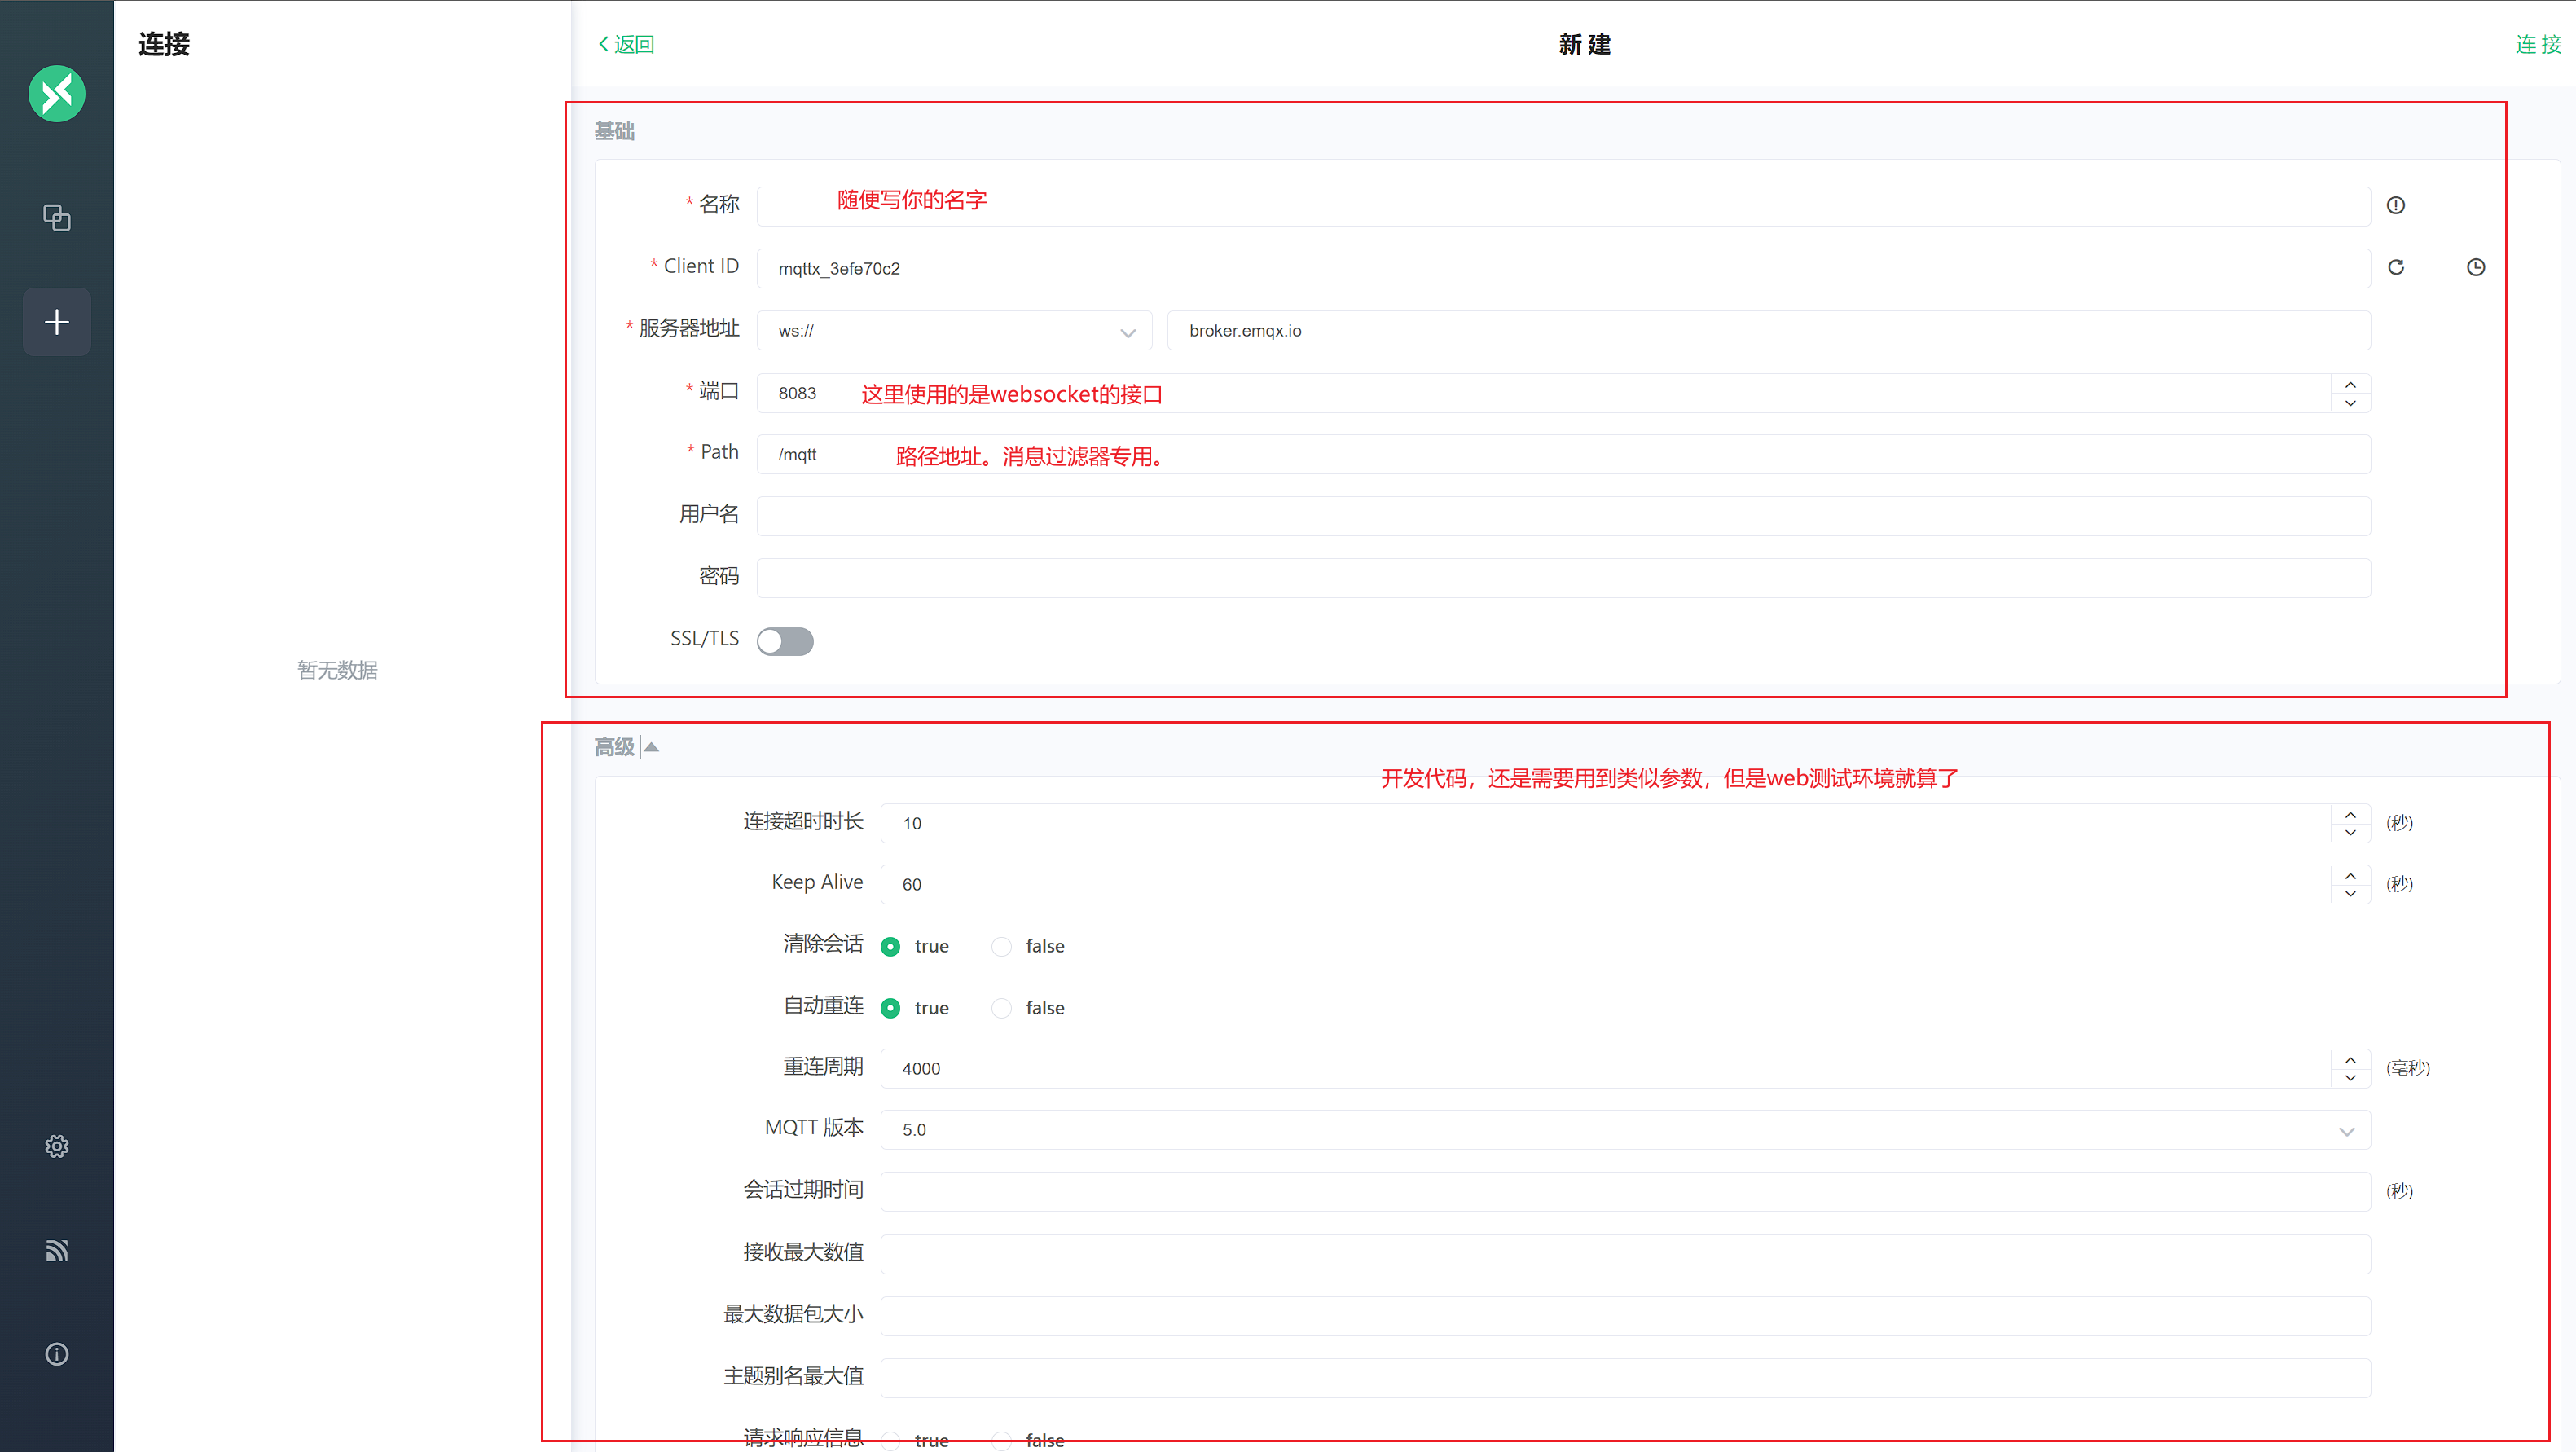 连接
返回
新 建
连 接
基础
* 名称
随便写你的名字
* Client ID
mqttx_3efe70c2
* 服务器地址
ws://
broker.emqx.io
* 端口
8083
这里使用的是websocket的接口
* Path
/mqtt
路径地址。消息过滤器专用。
用户名
密码
SSL/TLS
暂无数据
高级
开发代码，还是需要用到类似参数，但是web测试环境就算了
连接超时时长
10
(秒)
Keep Alive
60
(秒)
清除会话
true
false
自动重连
true
false
重连周期
4000
(毫秒)
MQTT 版本
5.0
会话过期时间
(秒)
接收最大数值
最大数据包大小
主题别名最大值
请求响应信息
true
false